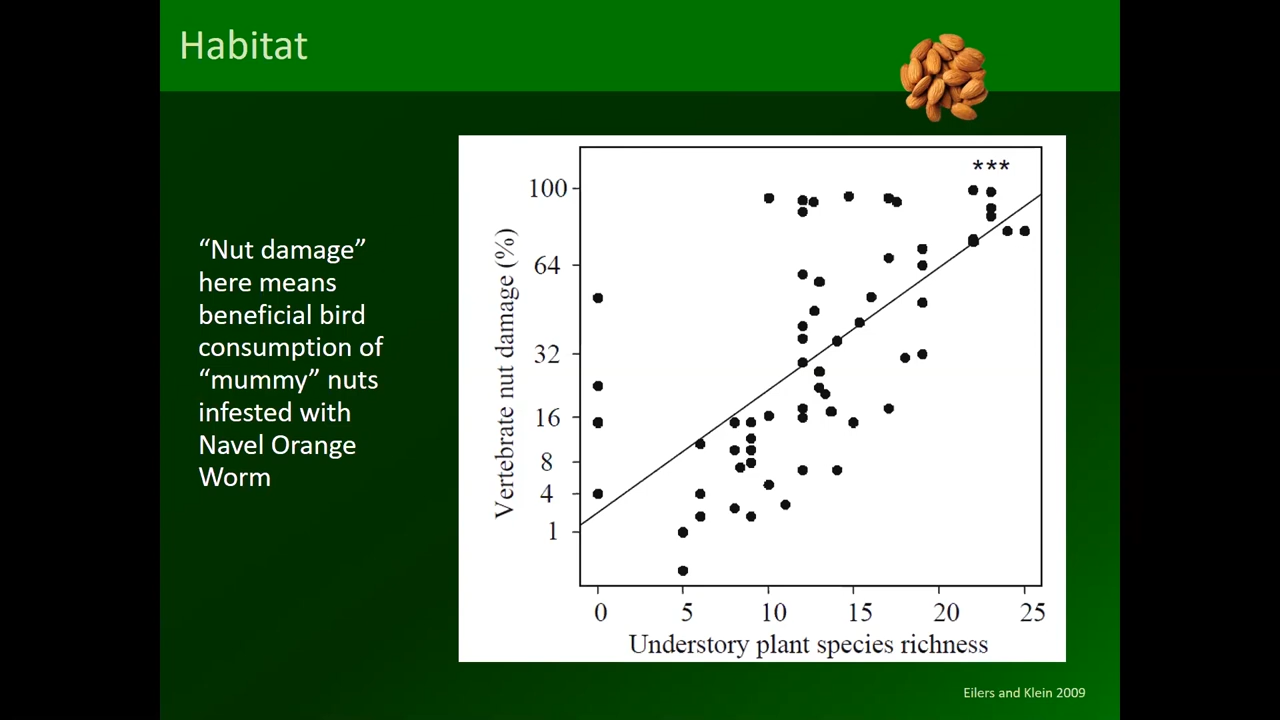 Habitat
“Nut damage”
here means
beneficial bird
consumption of
“mummy” nuts
infested with
Navel Orange
Worm
***
100
64
32
16
8
4
1
Vertebrate nut damage (%)
0 5 10 15 20 25
Understory plant species richness
Eilers and Klein 2009